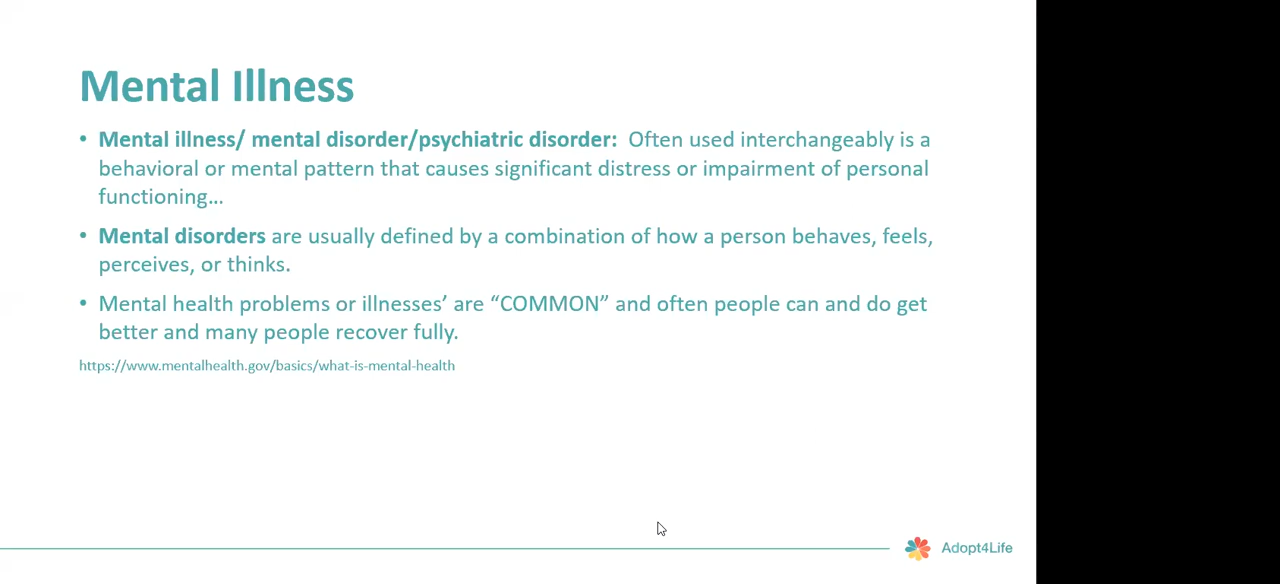 Mental Illness
• Mental illness/ mental disorder/psychiatric disorder: Often used interchangeably is a
behavioral or mental pattern that causes significant distress or impairment of personal
functioning…
• Mental disorders are usually defined by a combination of how a person behaves, feels,
perceives, or thinks.
• Mental health problems or illnesses’ are “COMMON” and often people can and do get
better and many people recover fully.
https://www.mentalhealth.gov/basics/what-is-mental-health
Adopt4Life